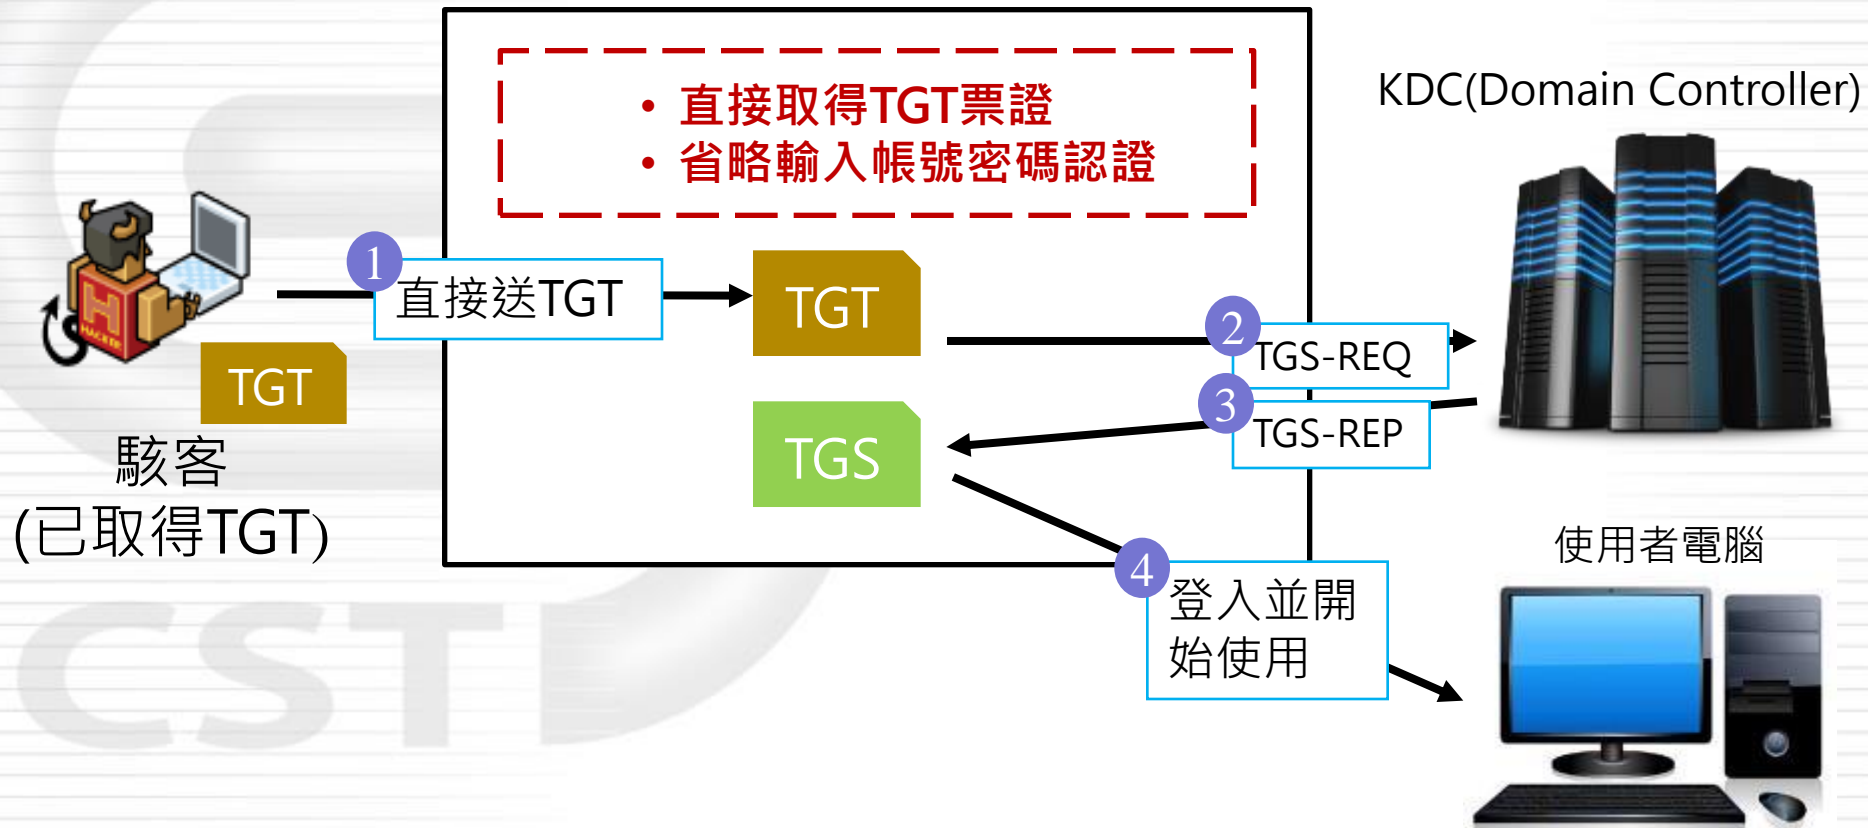 • 直接取得TGT票證
• 省略輸入帳號密碼認證
KDC(Domain Controller)
1
直接送TGT
TGT
2
TGS-REQ
3
TGS-REP
TGT
TGS
駭客
(已取得TGT)
4
登入並開
始使用
使用者電腦
H
CST